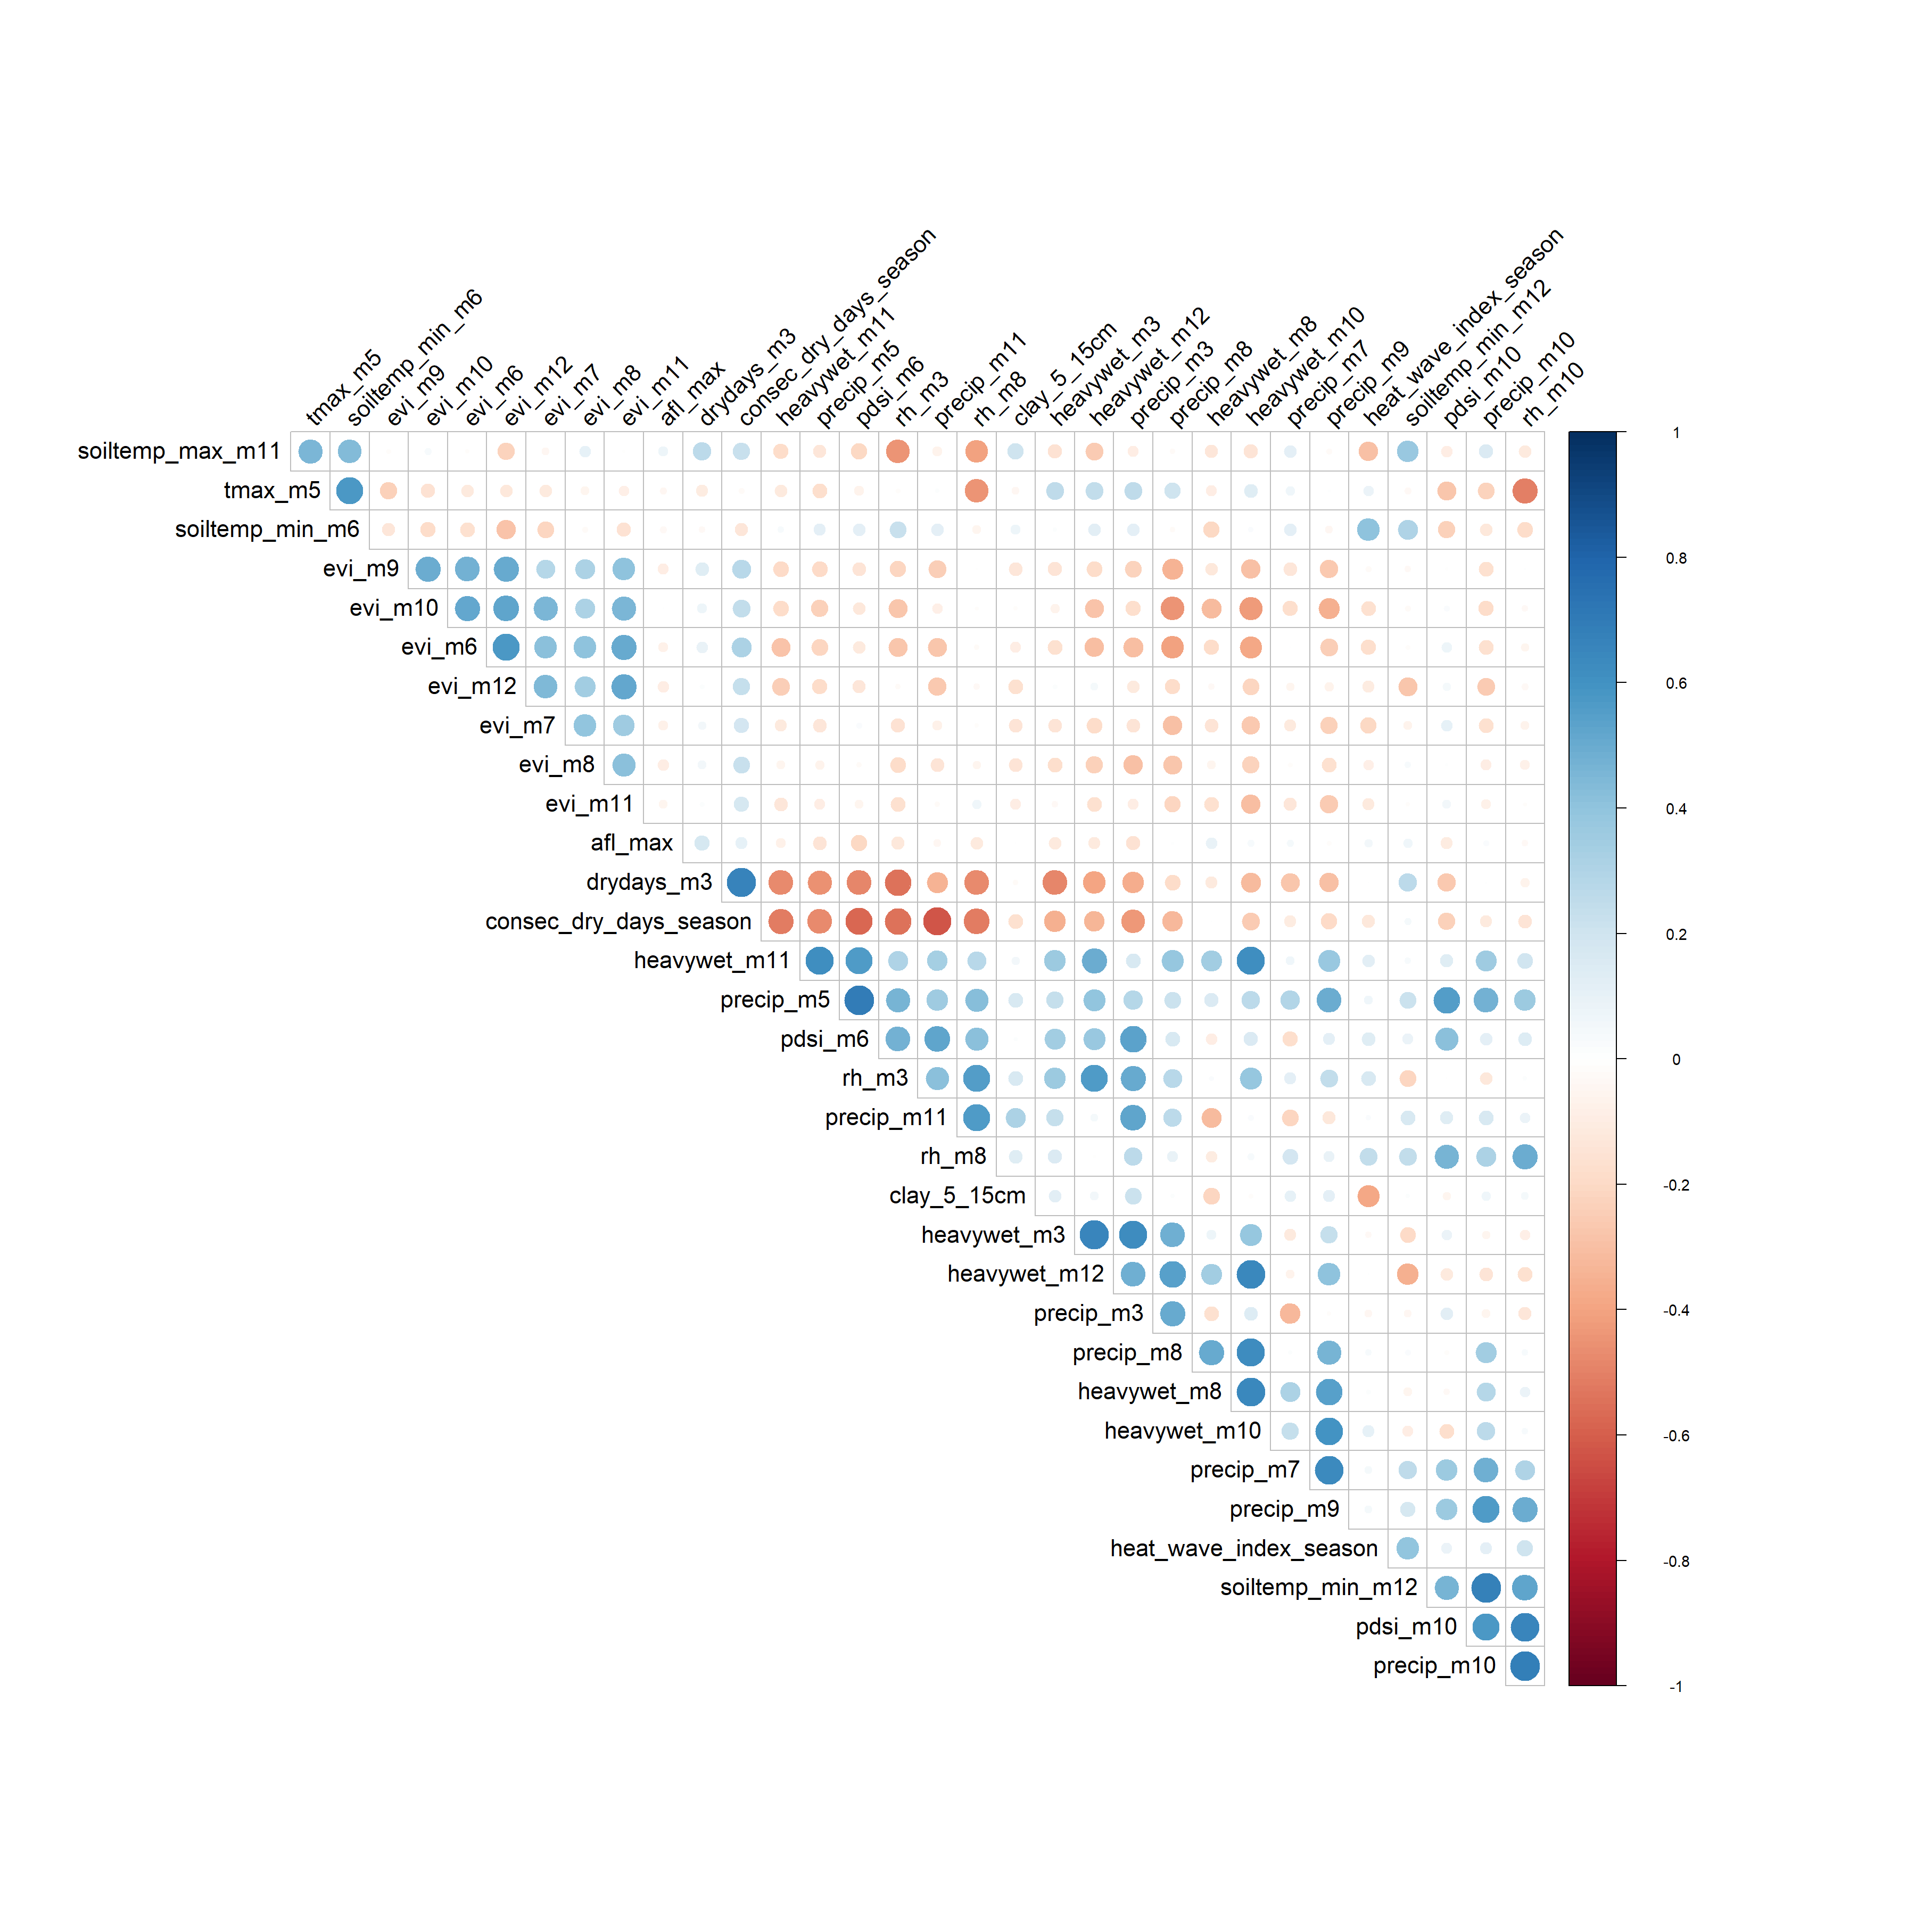 tmax_m5
soiltemp_min_m6
evi_m9
evi_m10
evi_m6
evi_m12
evi_m7
evi_m8
evi_m11
afl_max
drydays_m3
consec_dry_days_season
heavywet_m11
precip_m5
pdsi_m6
rh_m3
precip_m11
rh_m8
clay_5_15cm
heavywet_m3
heavywet_m12
precip_m3
precip_m8
heavywet_m8
heavywet_m10
precip_m7
precip_m9
heat_wave_index_season
soiltemp_min_m12
pdsi_m10
precip_m10
rh_m10
soiltemp_max_m11
tmax_m5
soiltemp_min_m6
evi_m9
evi_m10
evi_m6
evi_m12
evi_m7
evi_m8
evi_m11
afl_max
drydays_m3
consec_dry_days_season
heavywet_m11
precip_m5
pdsi_m6
rh_m3
precip_m11
rh_m8
clay_5_15cm
heavywet_m3
heavywet_m12
precip_m3
precip_m8
heavywet_m8
heavywet_m10
precip_m7
precip_m9
heat_wave_index_season
soiltemp_min_m12
pdsi_m10
precip_m10
1
0.8
0.6
0.4
0.2
0
-0.2
-0.4
-0.6
-0.8
-1